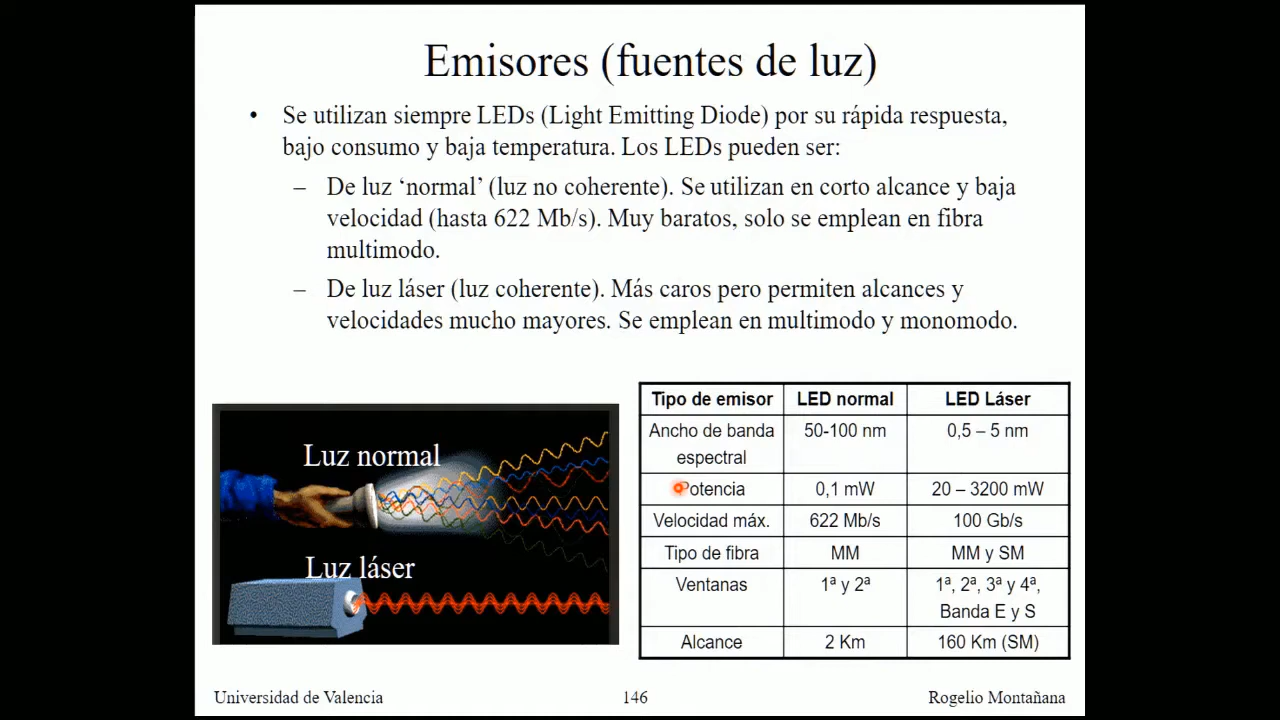 Emisores (fuentes de luz)
• Se utilizan siempre LEDs (Light Emitting Diode) por su rápida respuesta,
bajo consumo y baja temperatura. Los LEDs pueden ser:
– De luz ‘normal’ (luz no coherente). Se utilizan en corto alcance y baja
velocidad (hasta 622 Mb/s). Muy baratos, solo se emplean en fibra
multimodo.
– De luz láser (luz coherente). Más caros pero permiten alcances y
velocidades mucho mayores. Se emplean en multimodo y monomodo.
Luz normal
Luz láser
Tipo de emisor LED normal LED Láser
Ancho de banda 50-100 nm 0,5 – 5 nm
espectral
Potencia 0,1 mW 20 – 3200 mW
Velocidad máx. 622 Mb/s 100 Gb/s
Tipo de fibra MM MM y SM
Ventanas 1ª y 2ª 1ª, 2ª, 3ª y 4ª,
Banda E y S
Alcance 2 Km 160 Km (SM)
Universidad de Valencia 146 Rogelio Montañana